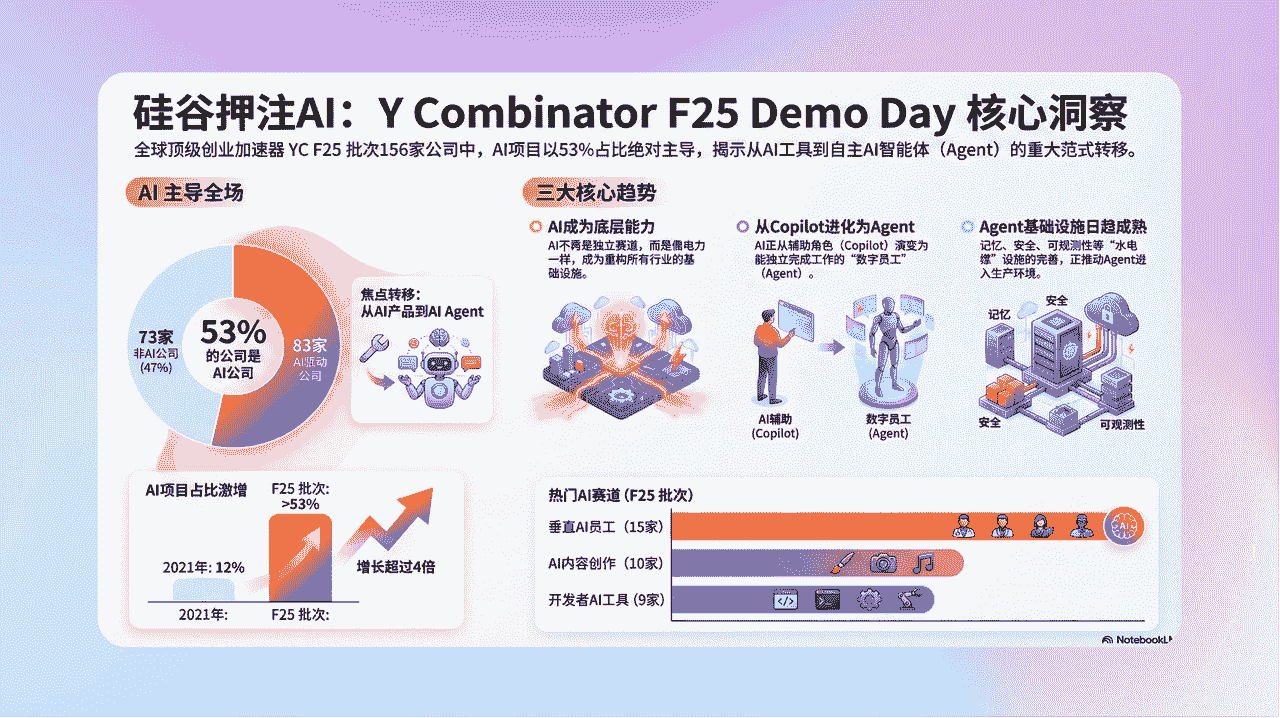 硅谷押注AI：Y Combinator F25 Demo Day 核心洞察
全球顶级创业加速器 YC F25 批次156家公司中，AI项目以53%占比绝对主导，揭示从AI工具到自主AI智能体（Agent）的重大范式转移。
AI 主导全场
73家
非AI公司
(47%)
53%
的公司是
AI公司
83家
AI驱动
公司
焦点转移：
从AI产品到AI Agent
AI项目占比激增
F25 批次:
>53%
2021年: 12%
增长超过4倍
2021年:
F25 批次:
三大核心趋势
AI成为底层能力
AI不再是独立赛道，而是像电力
一样，成为重构所有行业的基
础设施。
从Copilot进化为Agent
AI正从辅助角色（Copilot）演变为
能独立完成工作的“数字员工”
（Agent）。
AI辅助
(Copilot)
数字员工
(Agent)
Agent基础设施日趋成熟
记忆、安全、可观测性等“水电
煤”设施的完善，正推动Agent进
入生产环境。
安全
记忆
安全
可观测性
热门AI赛道（F25 批次）
垂直AI员工（15家）
AI
AI内容创作（10家）
开发者AI工具（9家）
</>
NotebookL